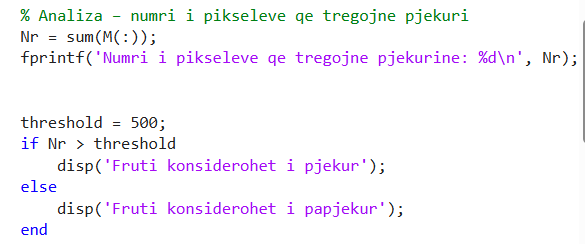 % Analiza – numri i pikseleve qe tregojne pjekuri
Nr = sum(M(:));
fprintf('Numri i pikseleve qe tregojne pjekurine: %d\n', Nr);
threshold = 500;
if Nr > threshold
    disp('Fruti konsiderohet i pjekur');
else
    disp('Fruti konsiderohet i papjekur');
end